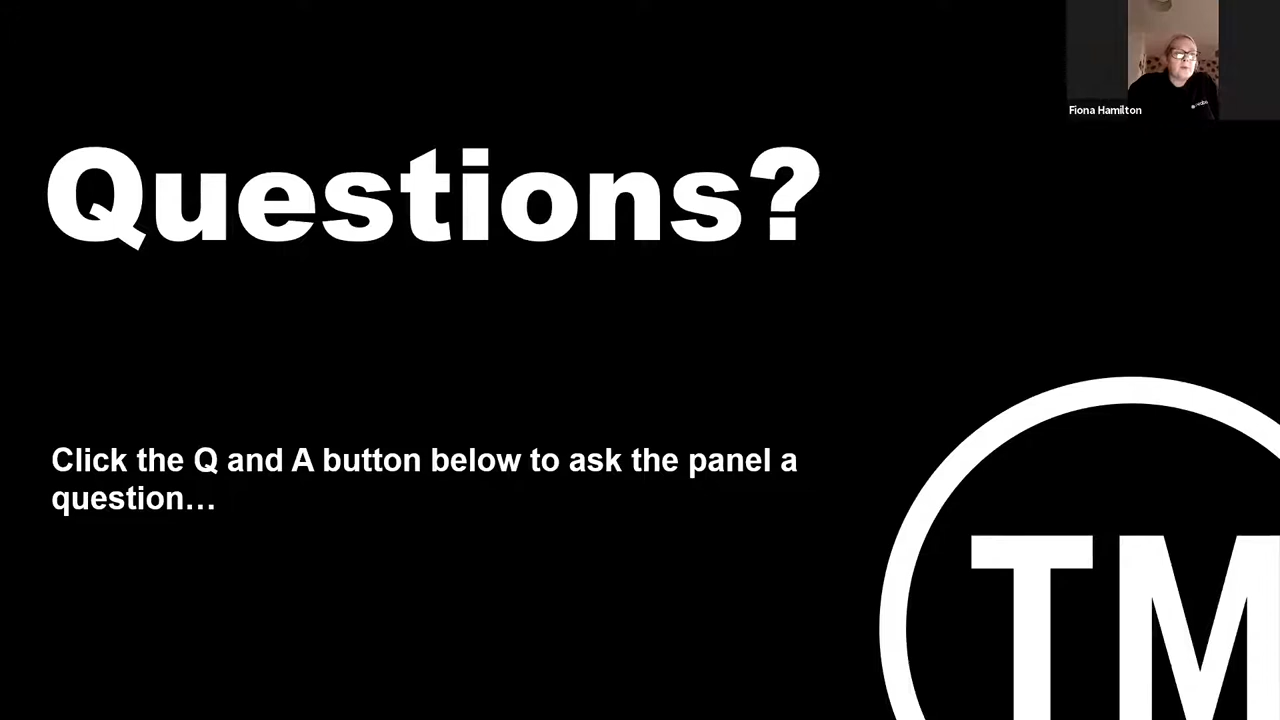 Fiona Hamilton
Questions?
Click the Q and A button below to ask the panel a
question…
TM